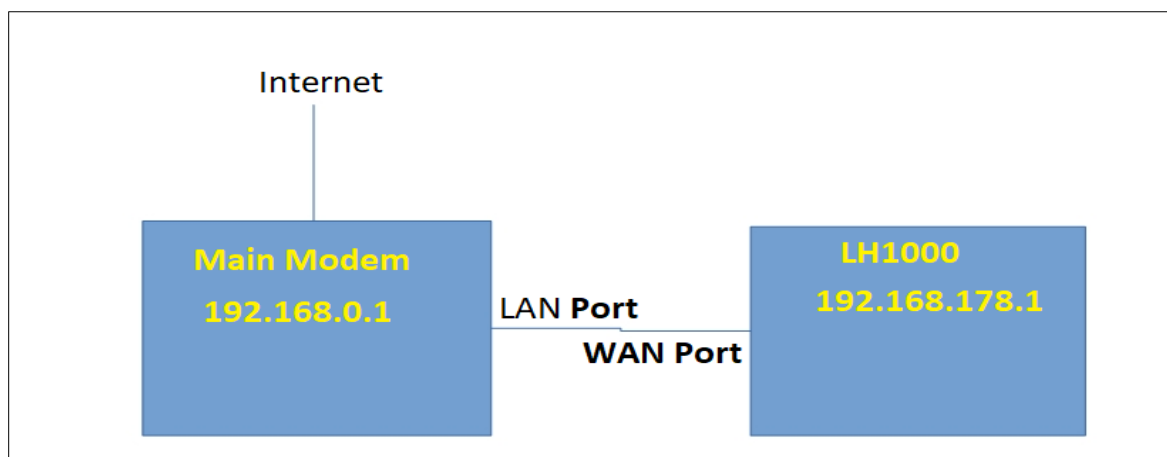 Internet
Main Modem
192.168.0.1
LAN Port
WAN Port
LH1000
192.168.178.1